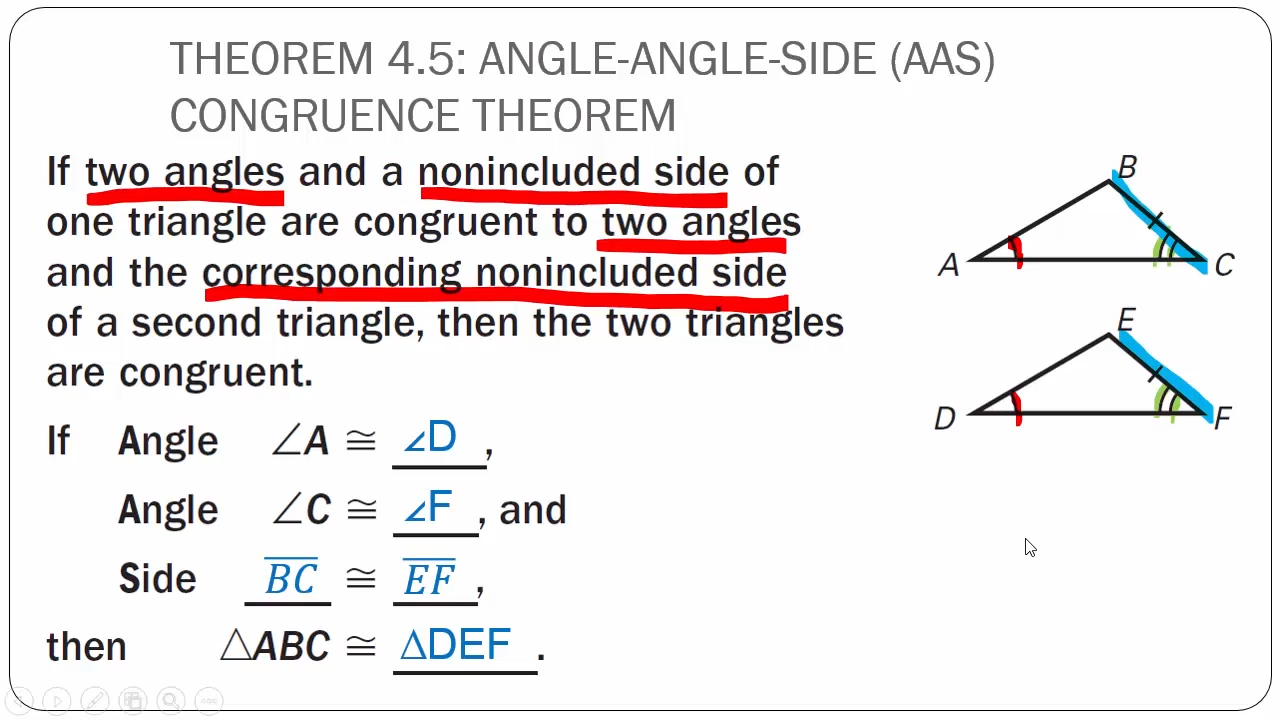 THEOREM 4.5: ANGLE-ANGLE-SIDE (AAS)
CONGRUENCE THEOREM
If two angles and a nonincluded side of
one triangle are congruent to two angles
and the corresponding nonincluded side
of a second triangle, then the two triangles
are congruent.
If Angle ∠A ≅ ∠D,
Angle ∠C ≅ ∠F, and
Side B̅C̅ ≅ E̅F̅,
then △ABC ≅ ΔDEF.
B
A
C
E
D
F